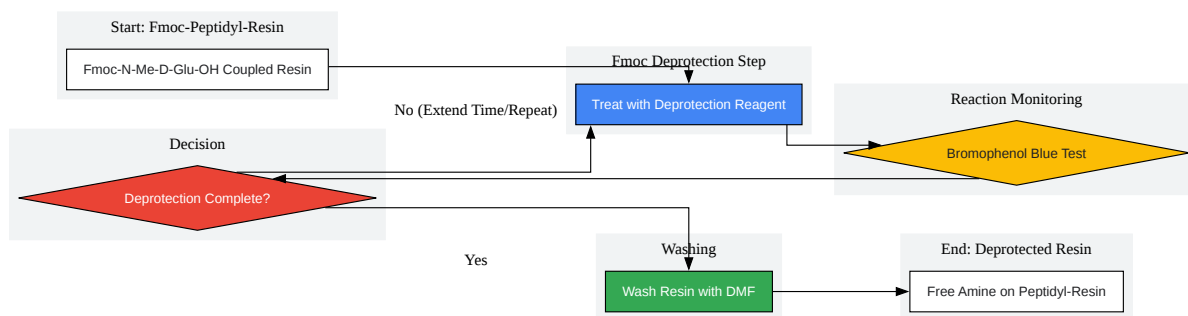 Start: Fmoc-Peptidyl-Resin
Fmoc-N-Me-D-Glu-OH Coupled Resin
Fmoc Deprotection Step
Treat with Deprotection Reagent
No (Extend Time/Repeat)
Reaction Monitoring
Bromophenol Blue Test
Decision
Deprotection Complete?
Yes
Washing
Wash Resin with DMF
End: Deprotected Resin
Free Amine on Peptidyl-Resin